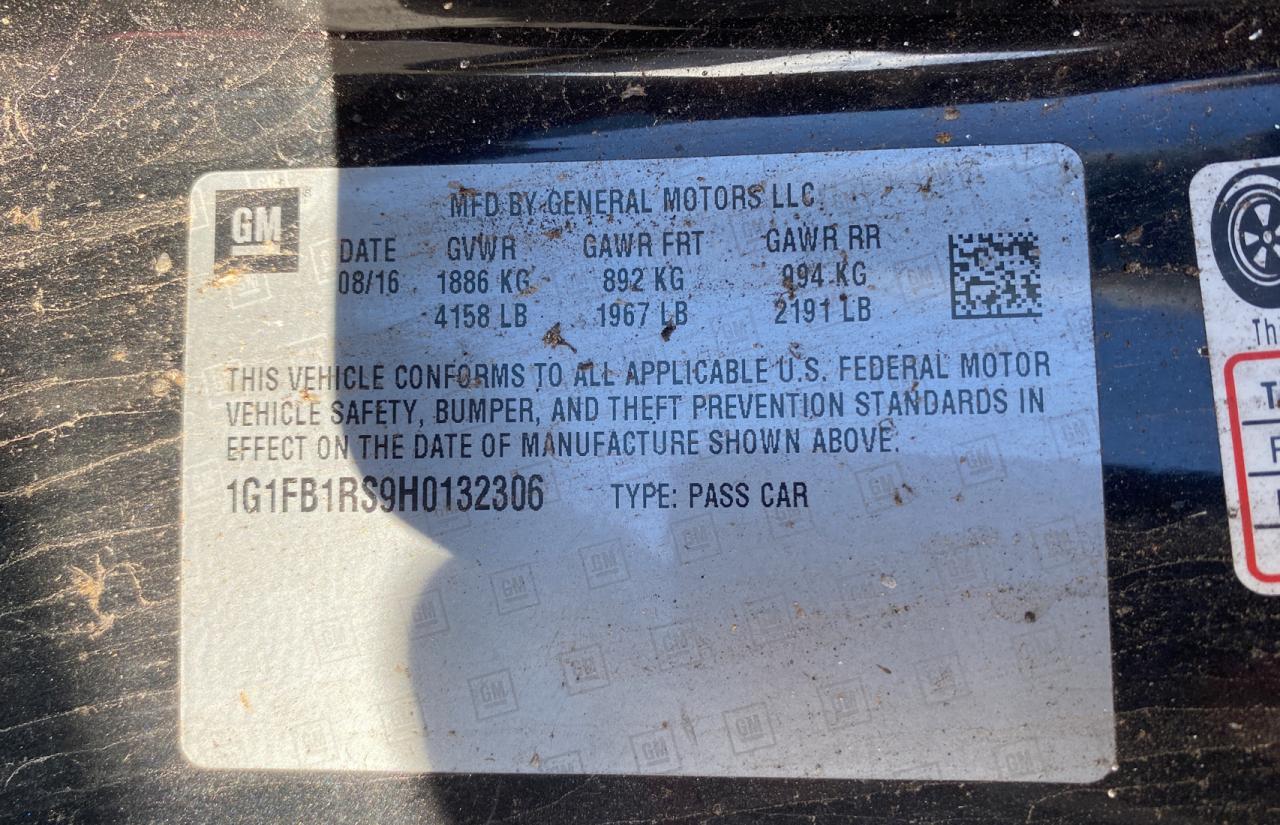 GM
MFD BY GENERAL MOTORS LLC
DATE GVWR GAWR FRT GAWR RR
08/16 1886 KG 892 KG 994 KG
4158 LB 1967 LB 2191 LB
THIS VEHICLE CONFORMS TO ALL APPLICABLE U.S. FEDERAL MOTOR
VEHICLE SAFETY, BUMPER, AND THEFT PREVENTION STANDARDS IN
EFFECT ON THE DATE OF MANUFACTURE SHOWN ABOVE.
1G1FB1RS9H0132306 TYPE: PASS CAR